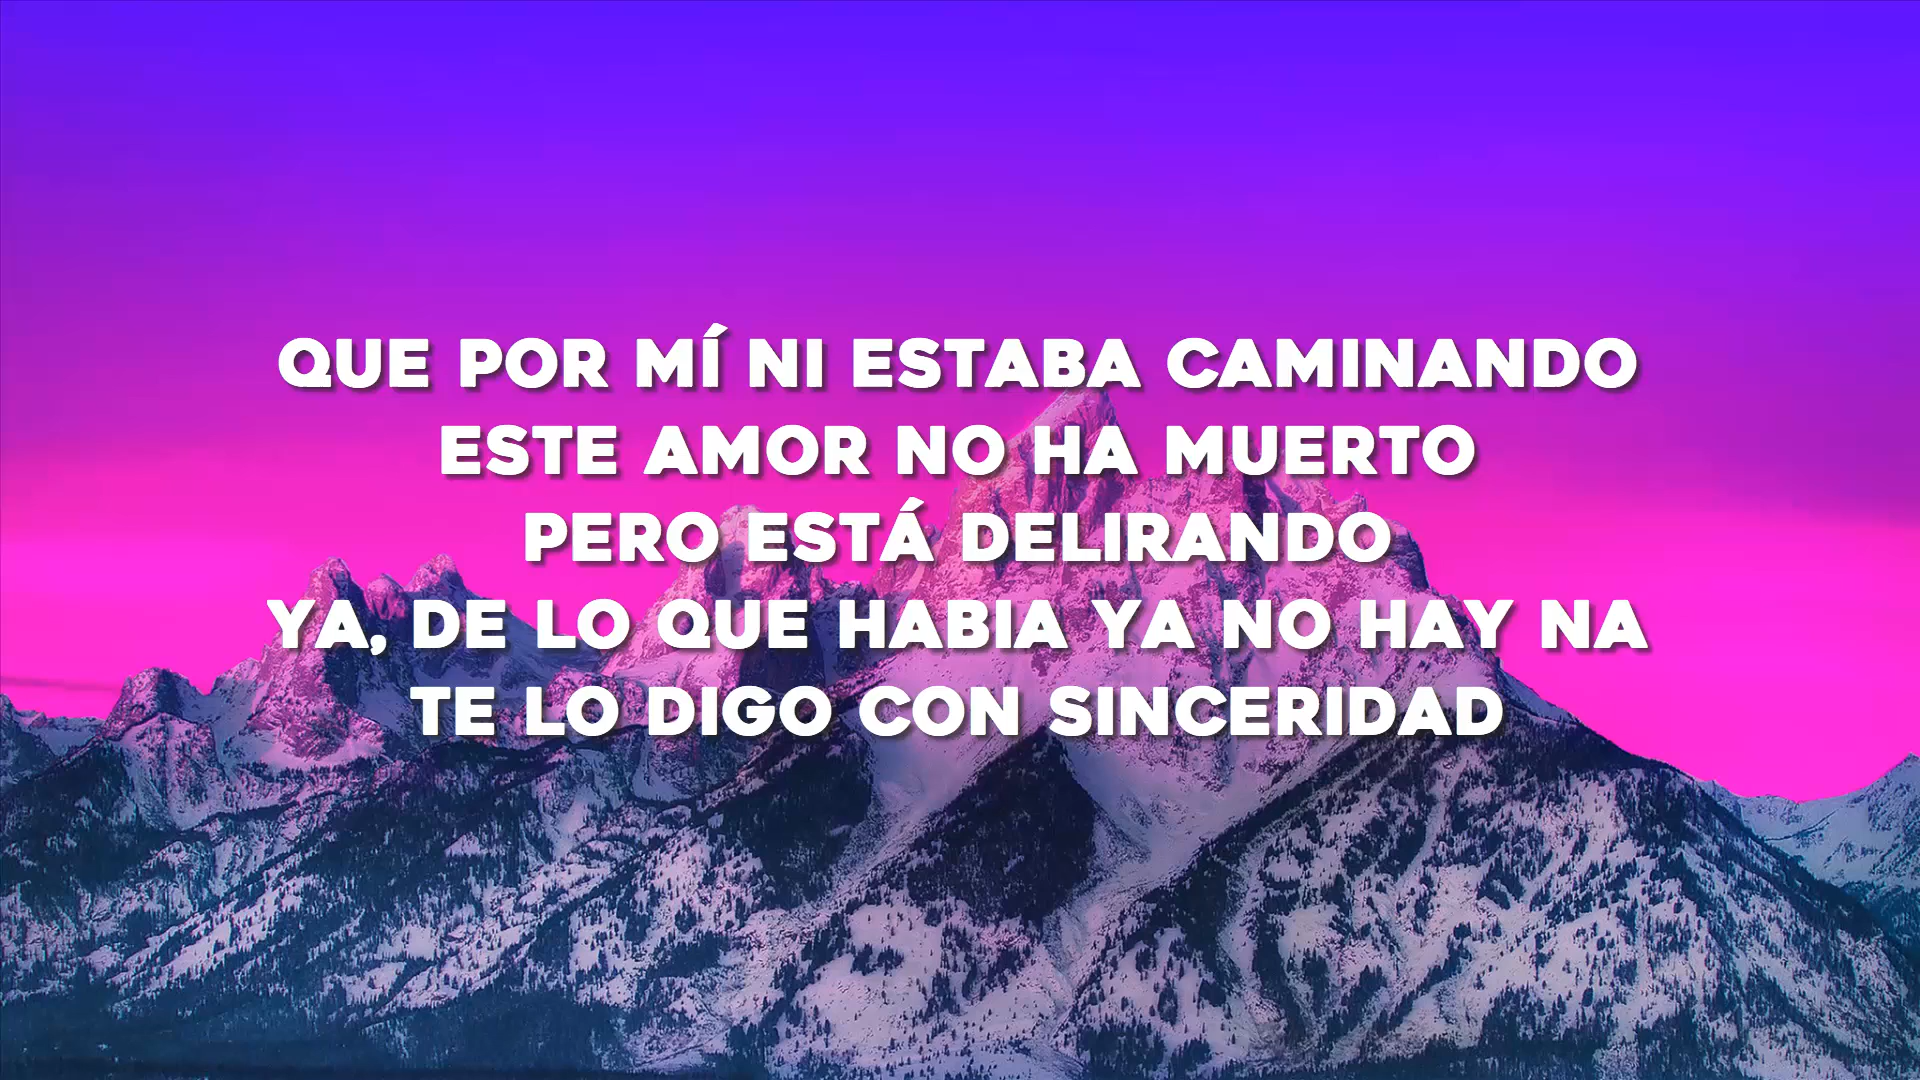 QUE POR MÍ NI ESTABA CAMINANDO
ESTE AMOR NO HA MUERTO
PERO ESTÁ DELIRANDO
YA, DE LO QUE HABIA YA NO HAY NA
TE LO DIGO CON SINCERIDAD